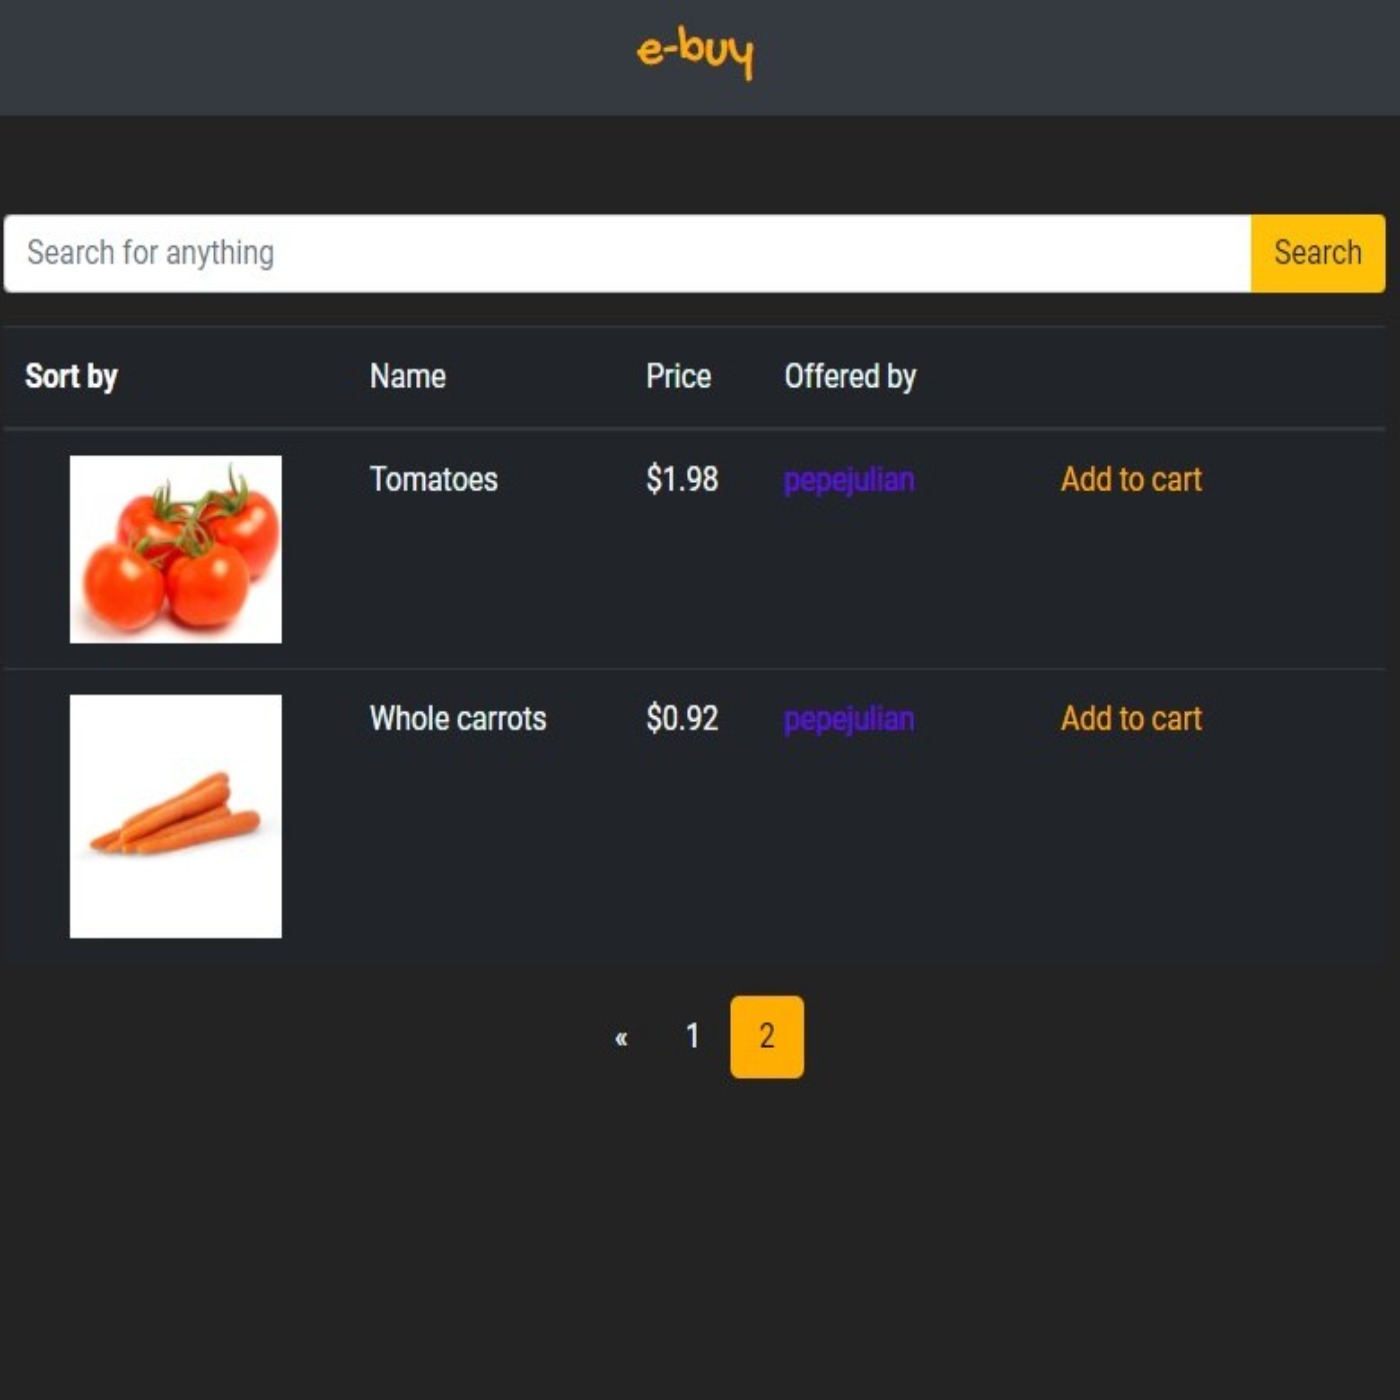 e-buy
Search for anything Search
Sort by Name Price Offered by
Tomatoes $1.98 pepejulian Add to cart
Whole carrots $0.92 pepejulian Add to cart
« 1 2